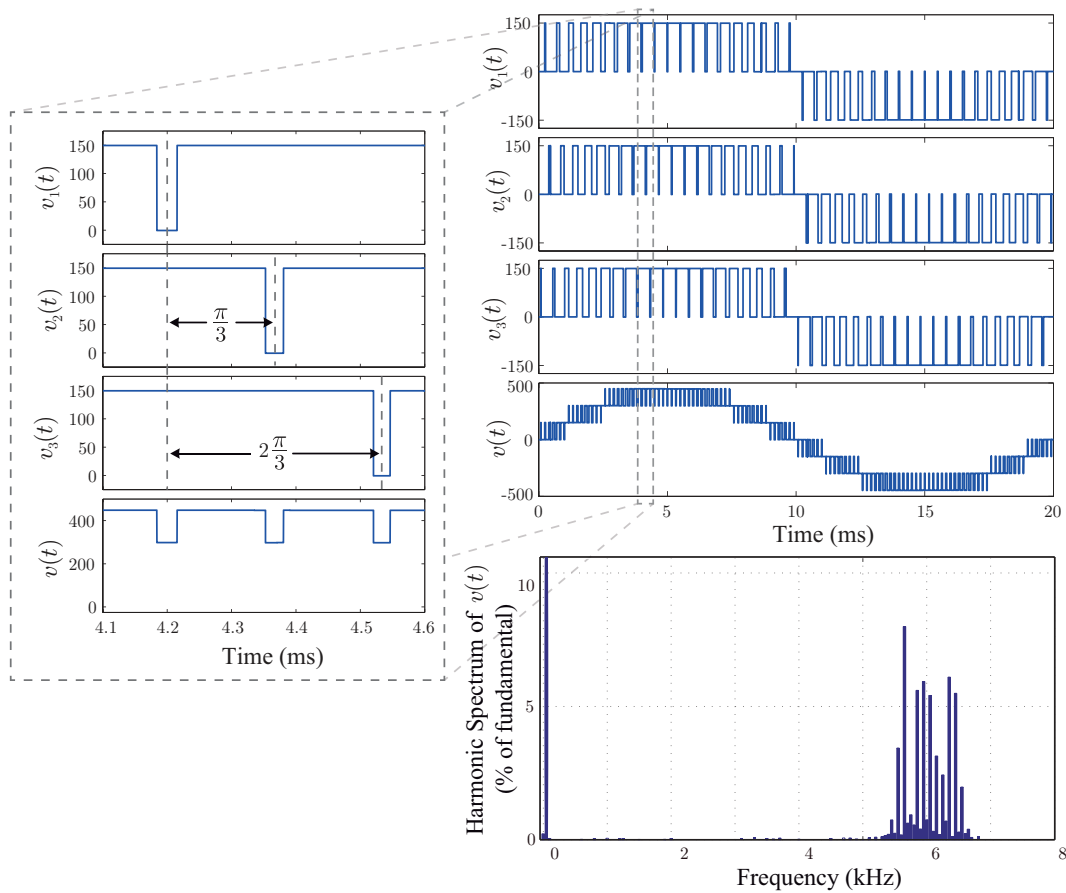 150
100
50
0
v₁(t)
150
100
50
0
v₂(t)
π/3
150
100
50
0
v₃(t)
2π/3
400
200
0
v(t)
4.1 4.2 4.3 4.4 4.5 4.6
Time (ms)
150
0
-150
v₁(t)
150
0
-150
v₂(t)
150
0
-150
v₃(t)
500
0
-500
v(t)
0 5 10 15 20
Time (ms)
Harmonic Spectrum of v(t)
(% of fundamental)
10
5
0
0 2 4 6 8
Frequency (kHz)